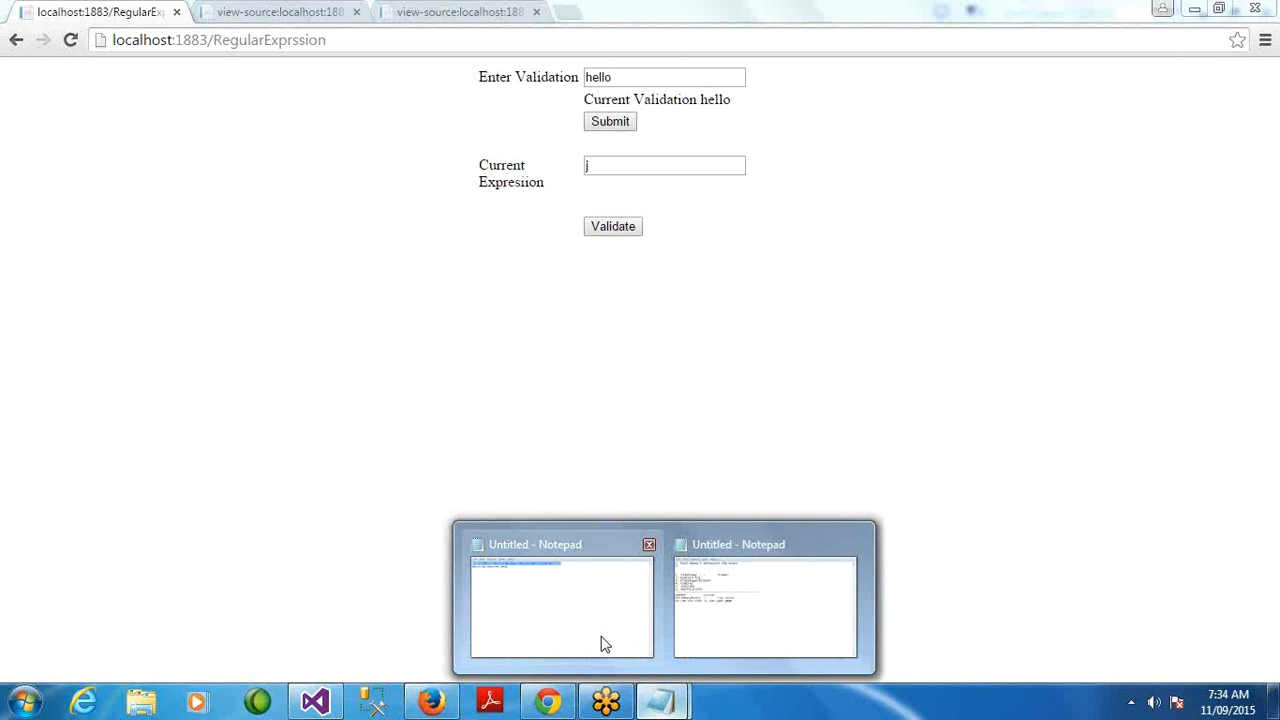 localhost:1883/RegularExp
view-source:localhost:188
view-source:localhost:188
localhost:1883/RegularExprssion
Enter Validation
hello
Current Validation hello
Submit
Current
Expresiion
j
Validate
Untitled - Notepad
Untitled - Notepad
7:34 AM
11/09/2015